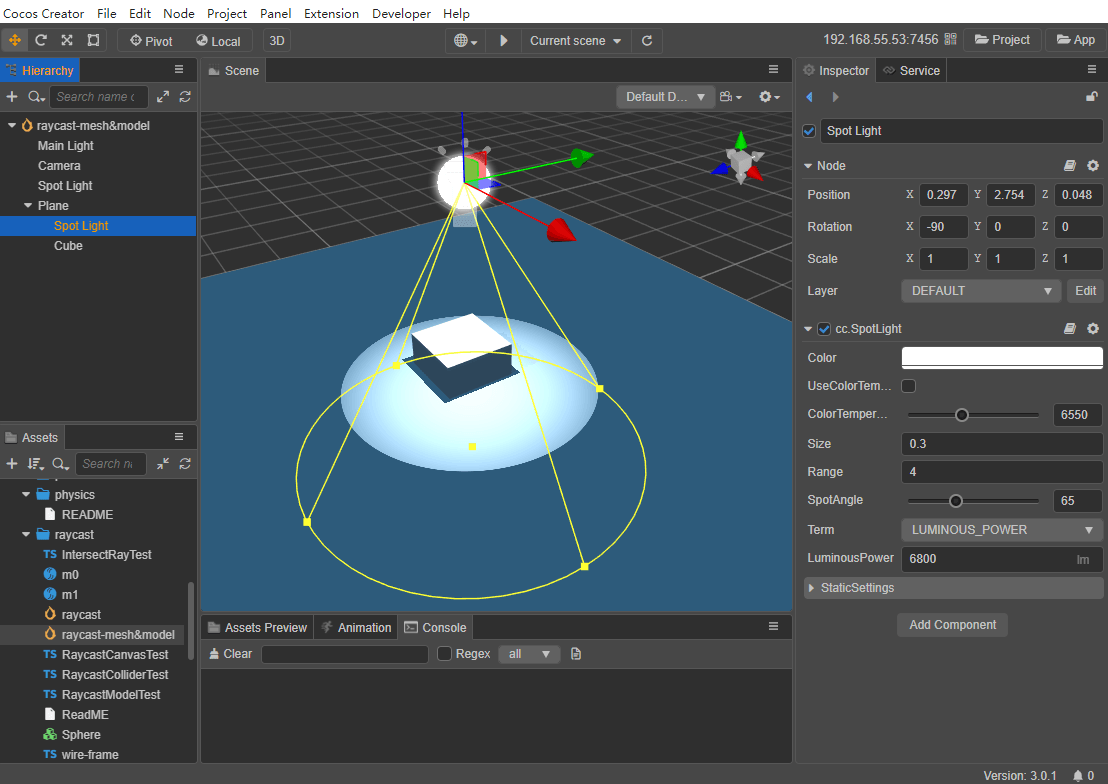 Cocos Creator File Edit Node Project Panel Extension Developer Help
Pivot Local 3D Current scene 192.168.55.53:7456 Project App
Hierarchy
raycast-mesh&model
Main Light
Camera
Spot Light
Plane
Spot Light
Cube
Assets
physics
README
raycast
TS IntersectRayTest
m0
m1
raycast
raycast-mesh&model
TS RaycastCanvasTest
TS RaycastColliderTest
TS RaycastModelTest
ReadME
Sphere
TS wire-frame
Scene
Default D...
Assets Preview Animation Console
Clear Regex all
Inspector Service
Spot Light
Node
Position X 0.297 Y 2.754 Z 0.048
Rotation X -90 Y 0 Z 0
Scale X 1 Y 1 Z 1
Layer DEFAULT Edit
cc.SpotLight
Color
UseColorTem...
ColorTemper... 6550
Size 0.3
Range 4
SpotAngle 65
Term LUMINOUS_POWER
LuminousPower 6800 lm
StaticSettings
Add Component
Version: 3.0.1 0